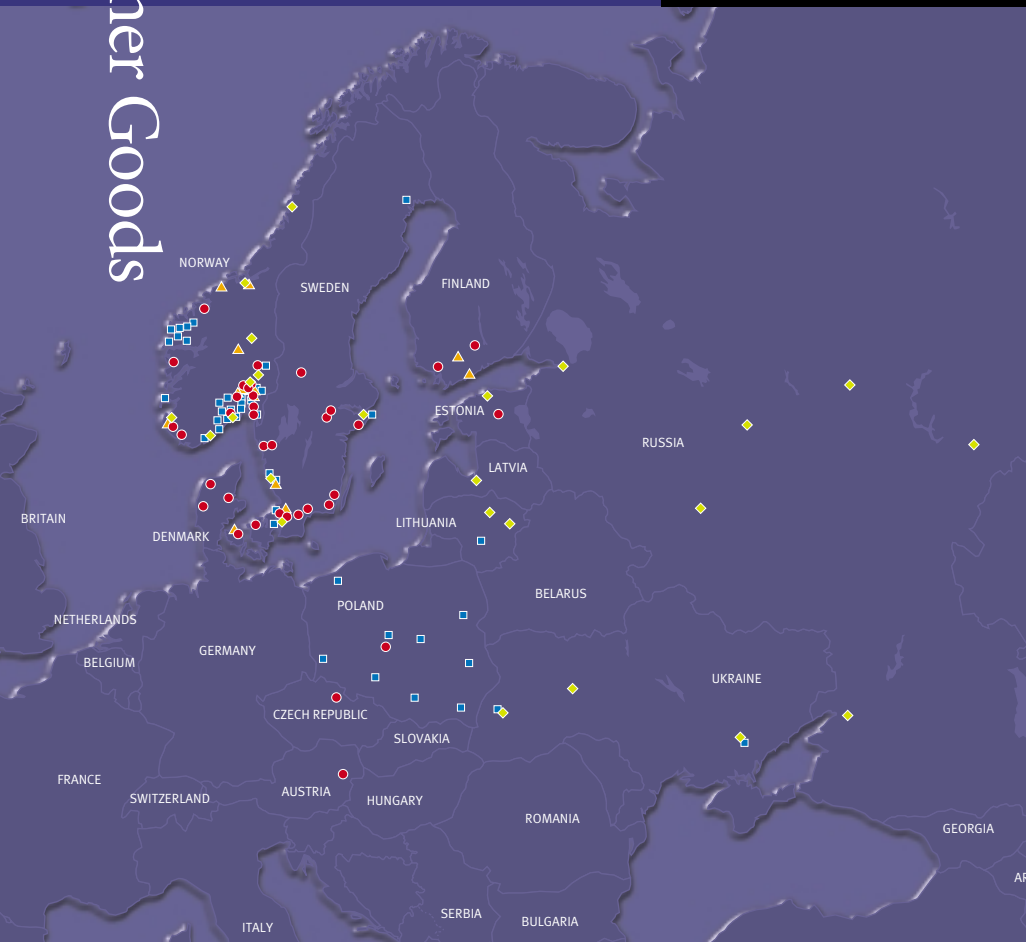 ner Goods
NORWAY
SWEDEN
FINLAND
ESTONIA
RUSSIA
LATVIA
BRITAIN
LITHUANIA
DENMARK
BELARUS
POLAND
NETHERLANDS
GERMANY
BELGIUM
UKRAINE
CZECH REPUBLIC
SLOVAKIA
FRANCE
AUSTRIA
SWITZERLAND
HUNGARY
ROMANIA
GEORGIA
AR
SERBIA
BULGARIA
ITALY